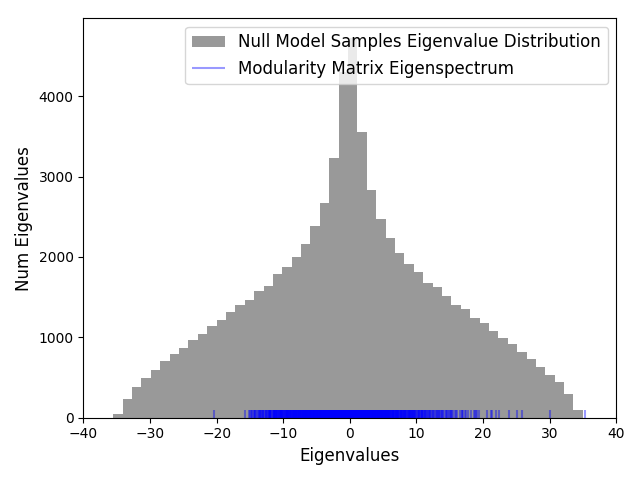 Null Model Samples Eigenvalue Distribution
Modularity Matrix Eigenspectrum
Num Eigenvalues
4000
3000
2000
1000
0
−40 −30 −20 −10 0 10 20 30 40
Eigenvalues